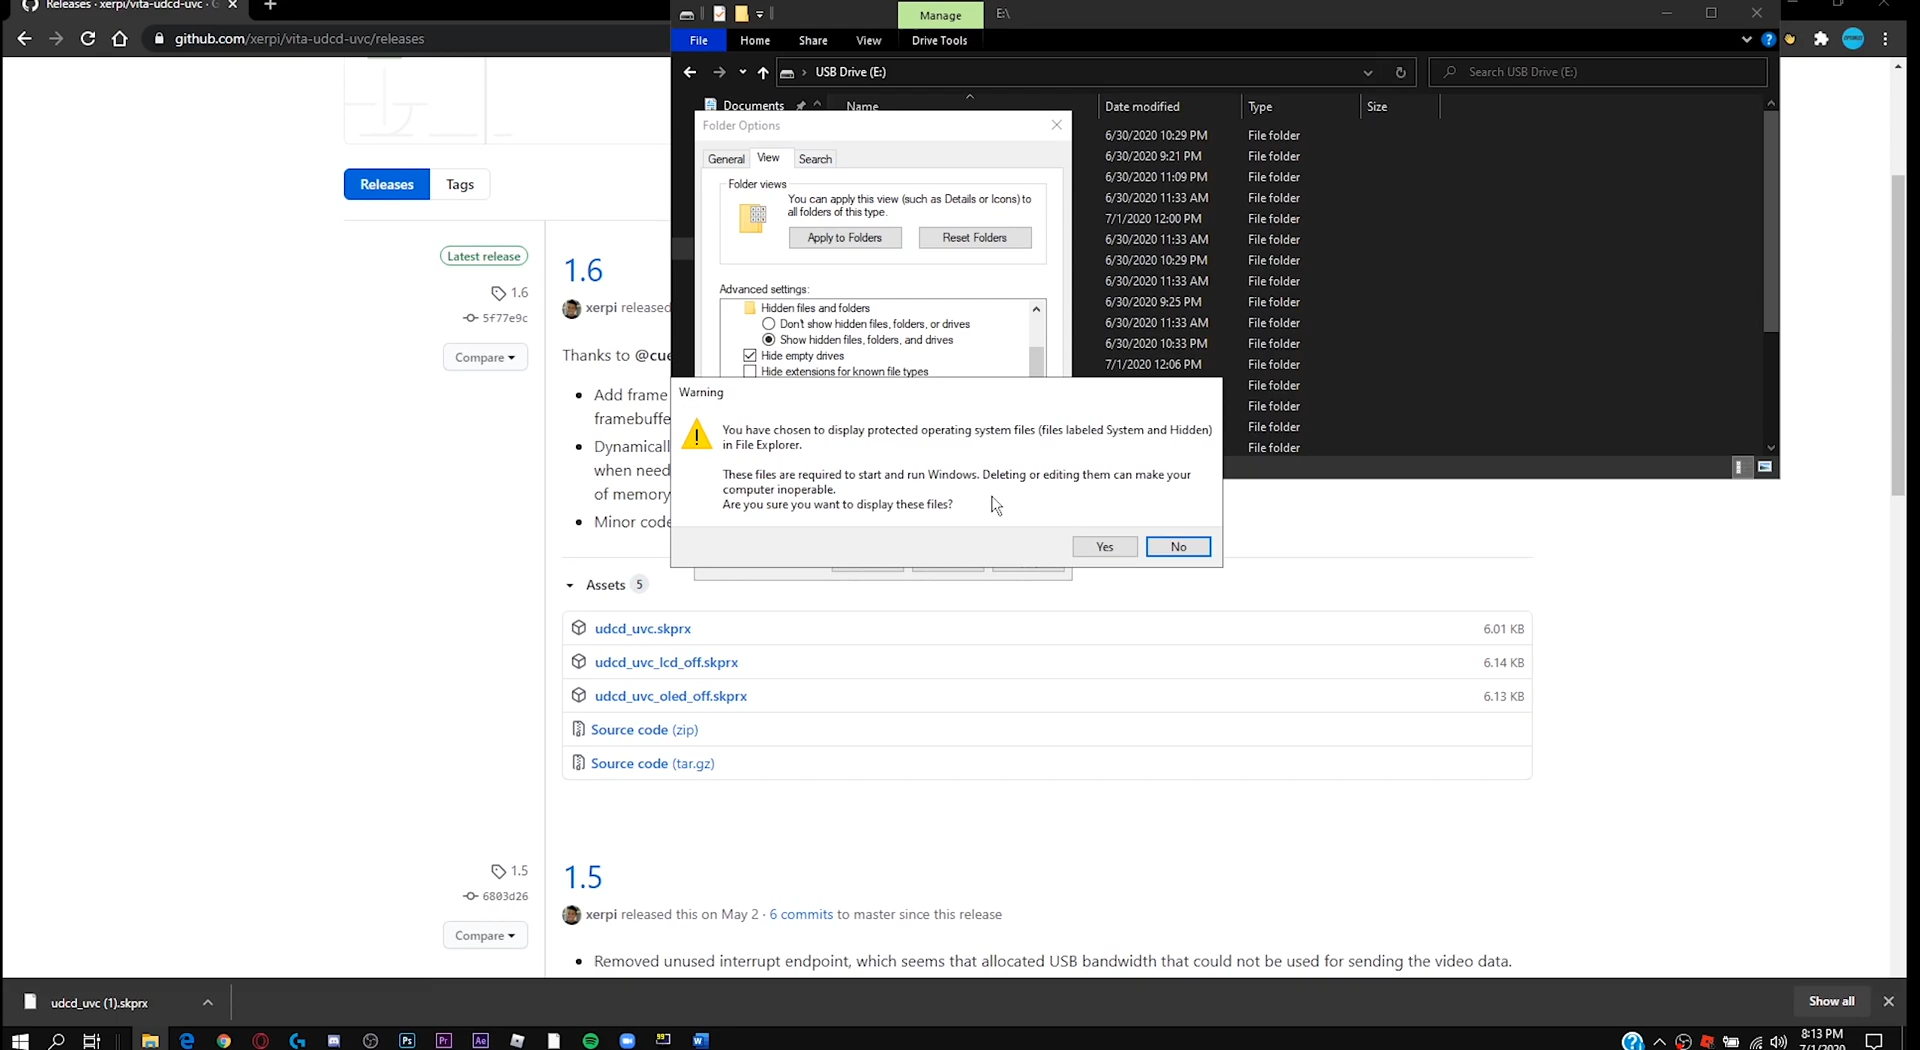 Releases · xerpi/vita-udcd-uvc · G
github.com/xerpi/vita-udcd-uvc/releases
Manage
E:\
File
Home
Share
View
Drive Tools
USB Drive (E:)
Search USB Drive (E:)
Documents
Name
Date modified
Type
Size
Folder Options
General
View
Search
Folder views
You can apply this view (such as Details or Icons) to
all folders of this type.
Apply to Folders
Reset Folders
Advanced settings:
Hidden files and folders
Don't show hidden files, folders, or drives
Show hidden files, folders, and drives
Hide empty drives
Hide extensions for known file types
6/30/2020 10:29 PM File folder
6/30/2020 9:21 PM File folder
6/30/2020 11:09 PM File folder
6/30/2020 11:33 AM File folder
7/1/2020 12:00 PM File folder
6/30/2020 11:33 AM File folder
6/30/2020 10:29 PM File folder
6/30/2020 11:33 AM File folder
6/30/2020 9:25 PM File folder
6/30/2020 11:33 AM File folder
6/30/2020 10:33 PM File folder
7/1/2020 12:06 PM File folder
File folder
File folder
File folder
File folder
Warning
You have chosen to display protected operating system files (files labeled System and Hidden)
in File Explorer.
These files are required to start and run Windows. Deleting or editing them can make your
computer inoperable.
Are you sure you want to display these files?
Yes
No
Releases
Tags
Latest release
1.6
5f77e9c
Compare
1.6
xerpi released
Thanks to @cue
Add frame
framebuffe
Dynamicall
when need
of memory
Minor code
Assets 5
udcd_uvc.skprx 6.01 KB
udcd_uvc_lcd_off.skprx 6.14 KB
udcd_uvc_oled_off.skprx 6.13 KB
Source code (zip)
Source code (tar.gz)
1.5
6803d26
Compare
1.5
xerpi released this on May 2 · 6 commits to master since this release
Removed unused interrupt endpoint, which seems that allocated USB bandwidth that could not be used for sending the video data.
udcd_uvc (1).skprx
Show all
Ps
Pr
Ae
8:13 PM
7/1/2020